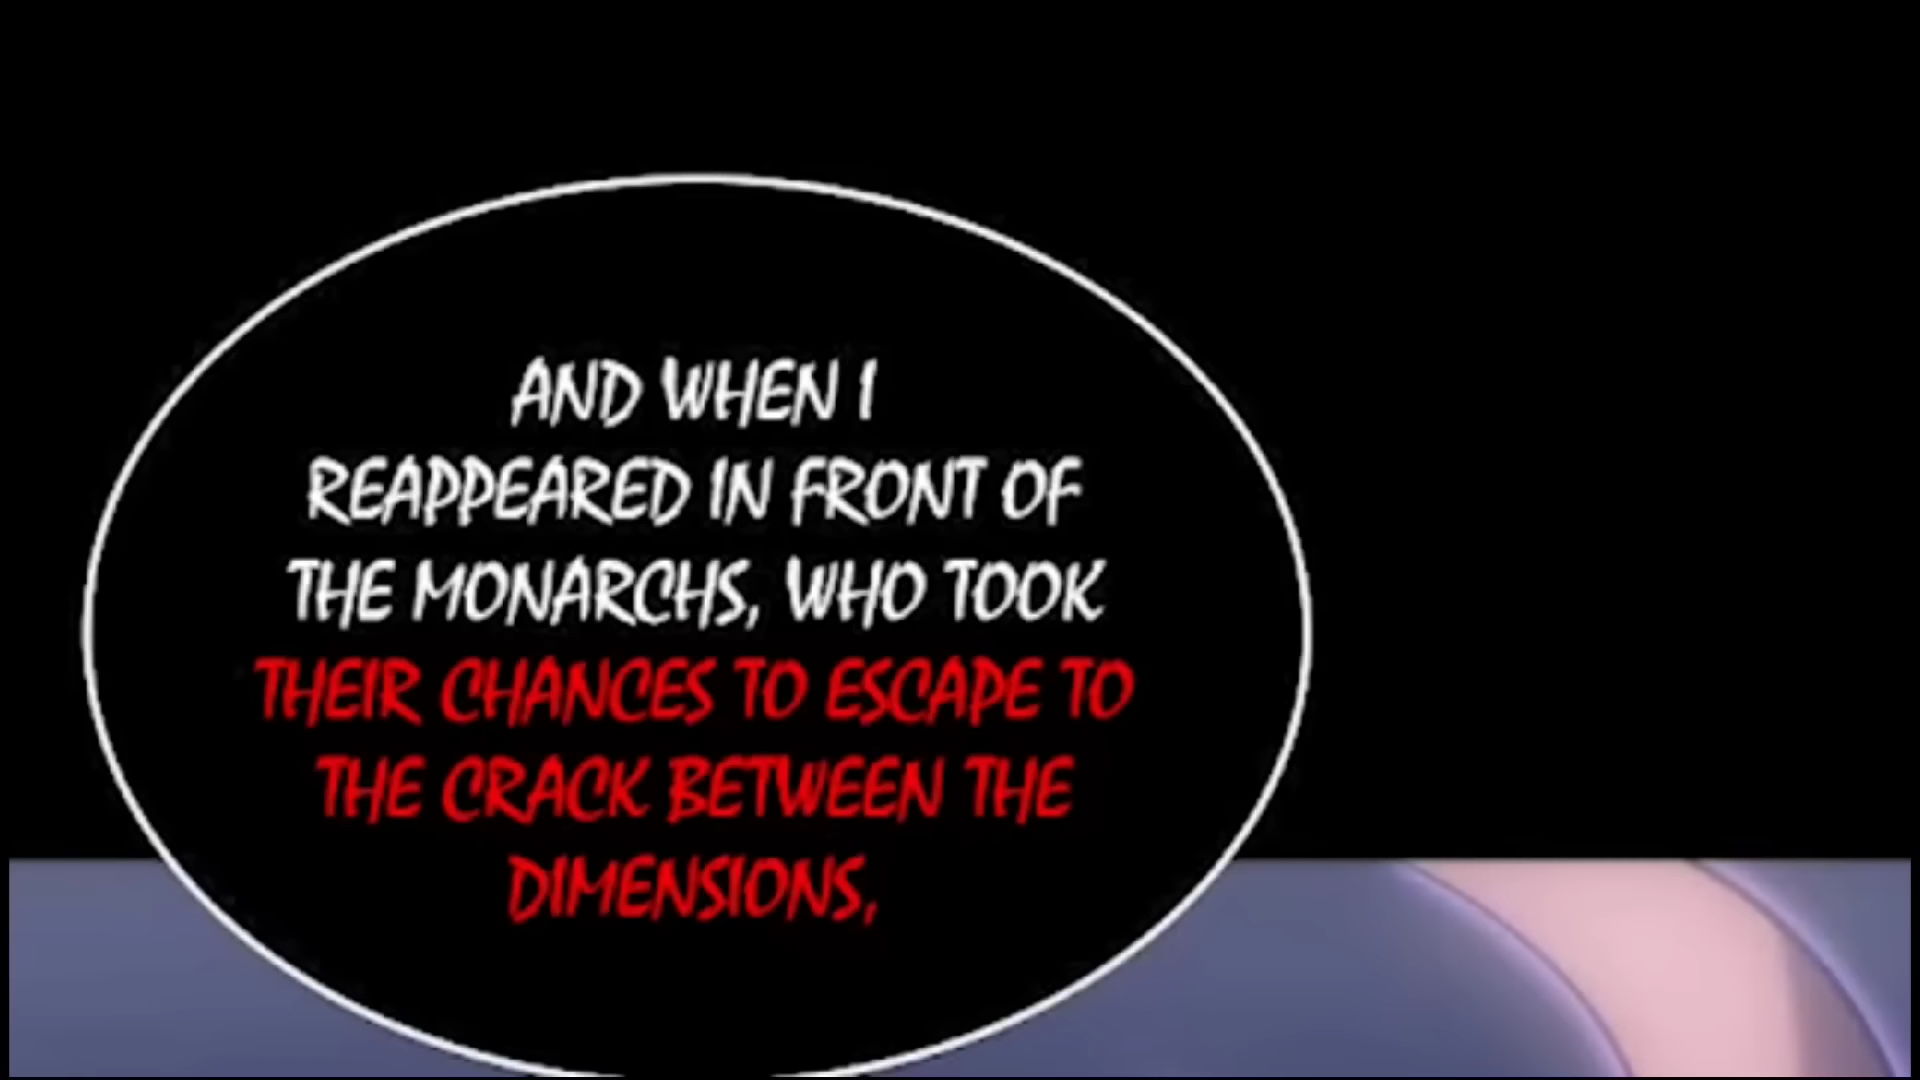 AND WHEN I
REAPPEARED IN FRONT OF
THE MONARCHS, WHO TOOK
THEIR CHANCES TO ESCAPE TO
THE CRACK BETWEEN THE
DIMENSIONS,